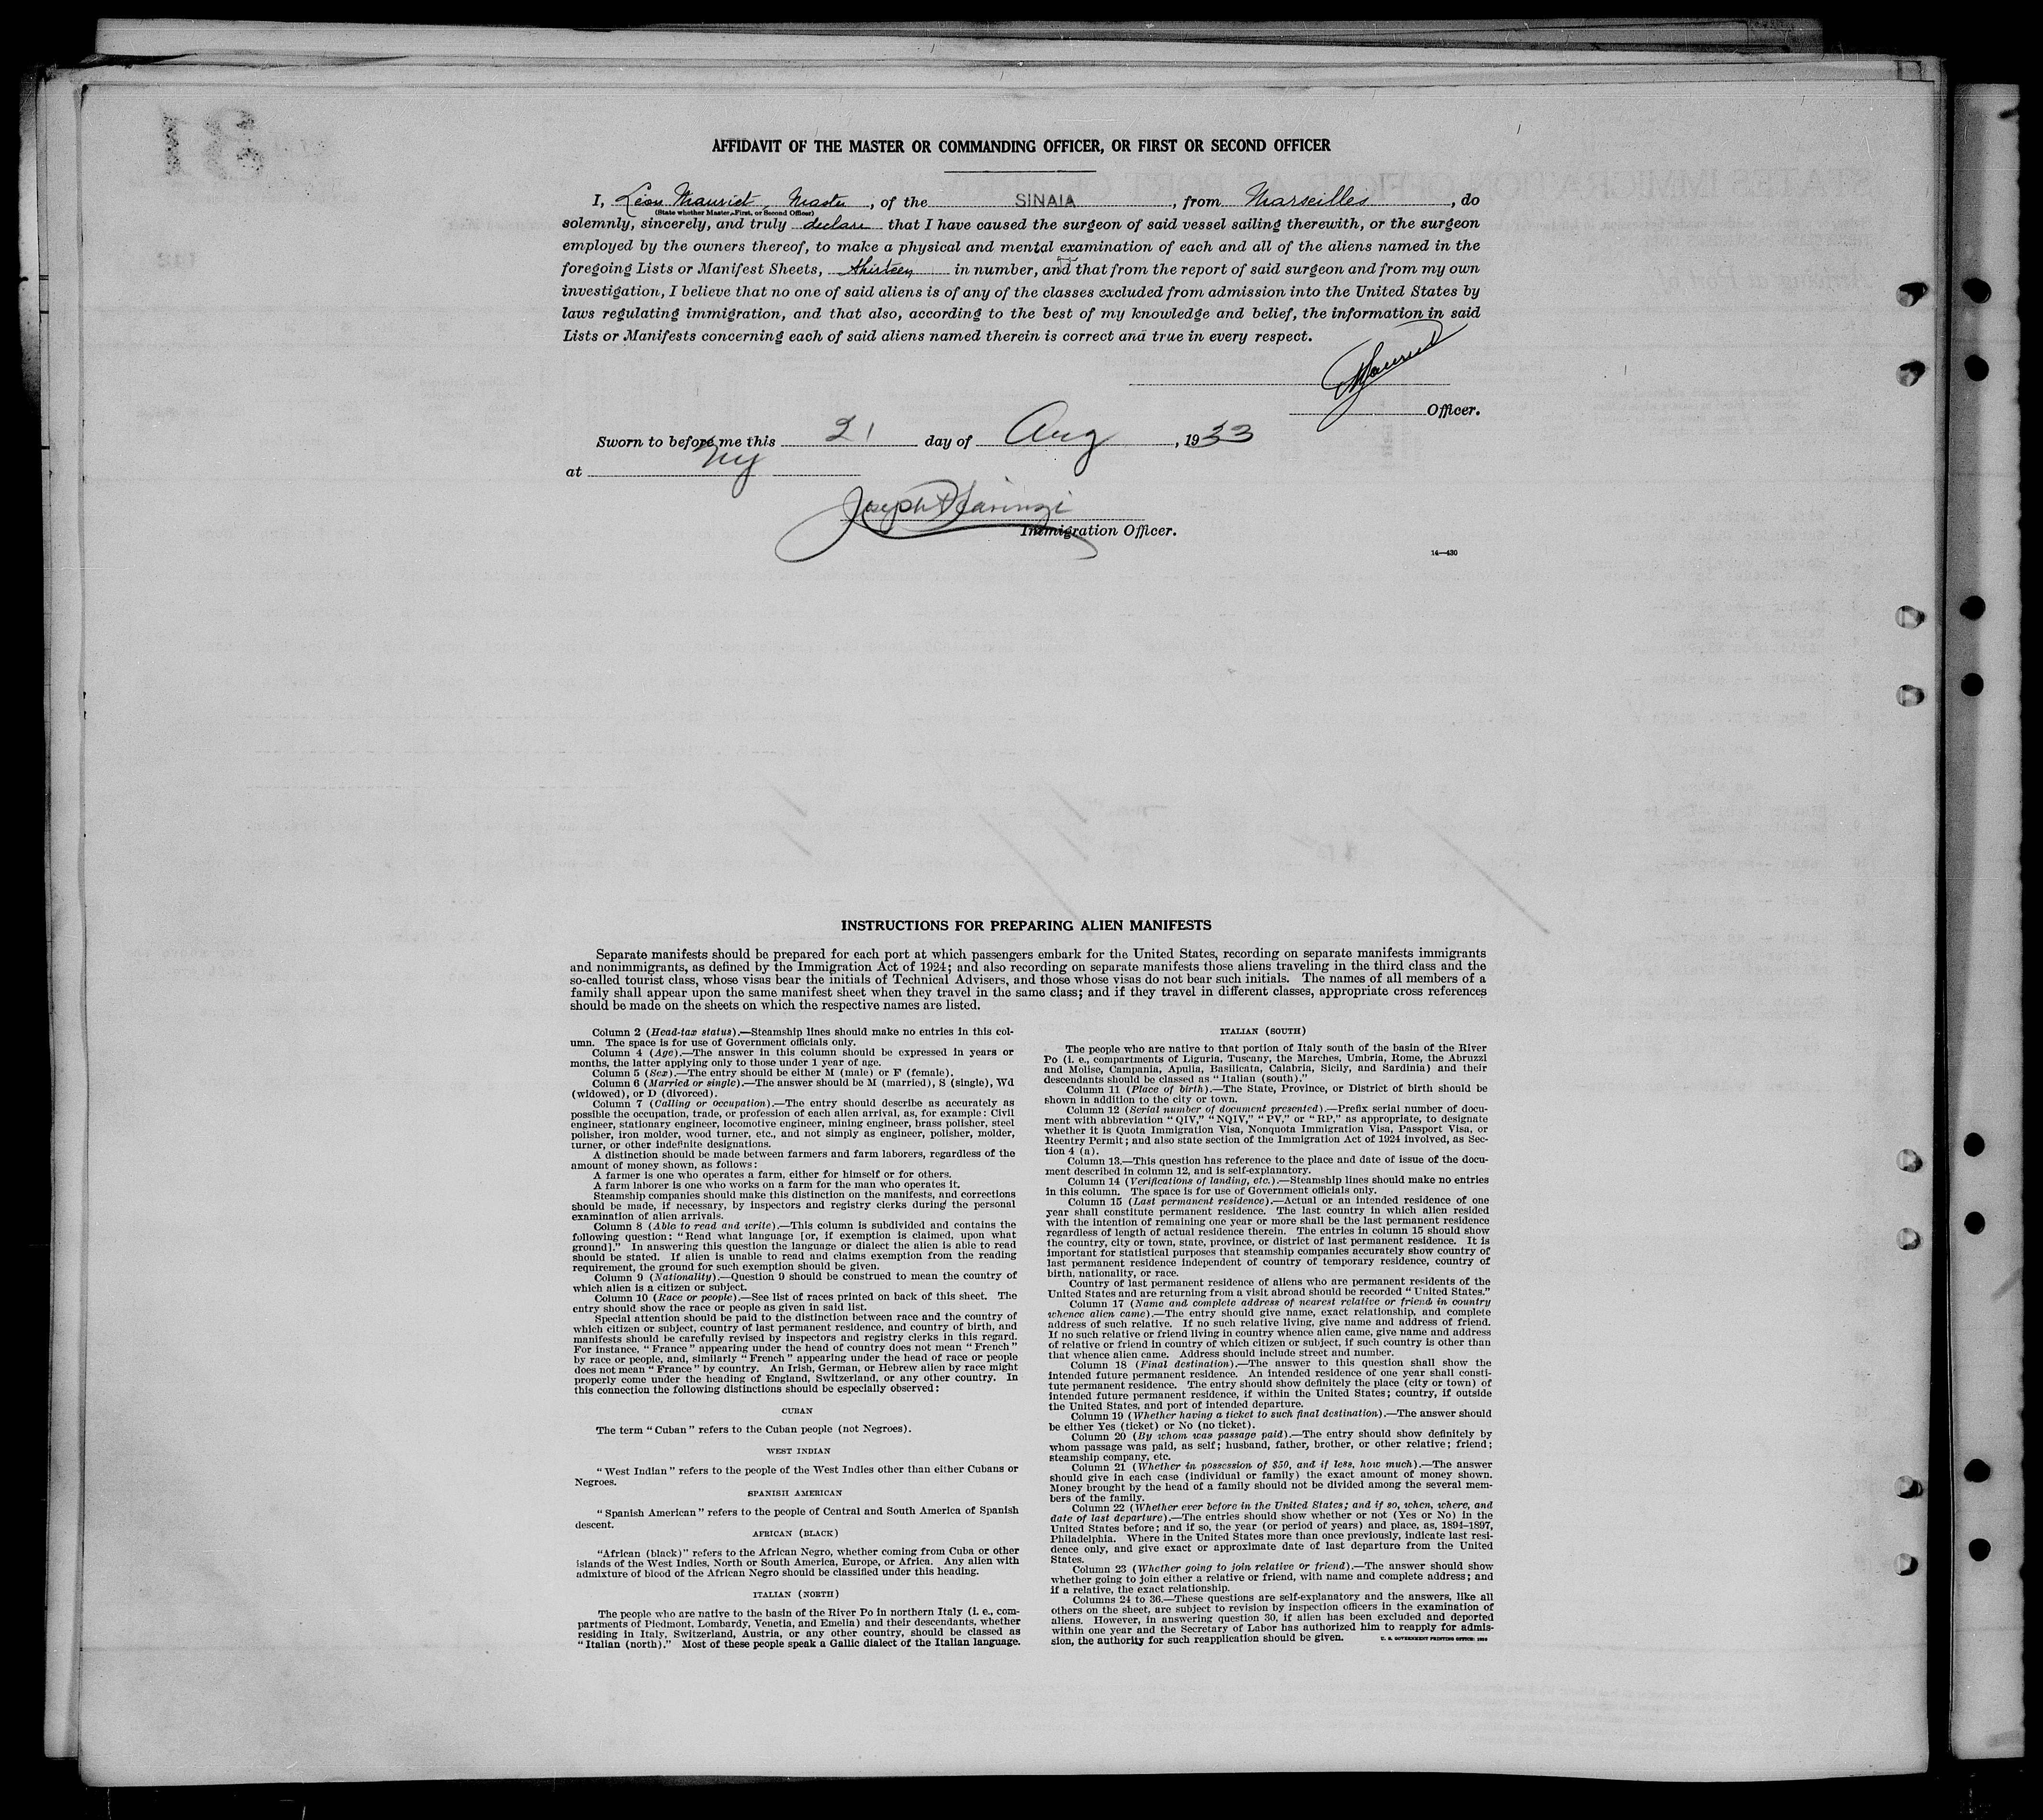 AFFIDAVIT OF THE MASTER OR COMMANDING OFFICER, OR FIRST OR SECOND OFFICER
I, Léon Mauriet, Master, of the SINAIA, from Marseilles, do
(State whether Master, First, or Second Officer)
solemnly, sincerely, and truly declare that I have caused the surgeon of said vessel sailing therewith, or the surgeon
employed by the owners thereof, to make a physical and mental examination of each and all of the aliens named in the
foregoing Lists or Manifest Sheets, thirteen in number, and that from the report of said surgeon and from my own
investigation, I believe that no one of said aliens is of any of the classes excluded from admission into the United States by
laws regulating immigration, and that also, according to the best of my knowledge and belief, the information in said
Lists or Manifests concerning each of said aliens named therein is correct and true in every respect.
Officer.
Sworn to before me this 21 day of Aug, 1933
at NY
Joseph
Immigration Officer.
14—430
INSTRUCTIONS FOR PREPARING ALIEN MANIFESTS
Separate manifests should be prepared for each port at which passengers embark for the United States, recording on separate manifests immigrants
and nonimmigrants, as defined by the Immigration Act of 1924; and also recording on separate manifests those aliens traveling in the third class and the
so-called tourist class, whose visas bear the initials of Technical Advisers, and those whose visas do not bear such initials. The names of all members of a
family shall appear upon the same manifest sheet when they travel in the same class; and if they travel in different classes, appropriate cross references
should be made on the sheets on which the respective names are listed.
Column 2 (Head-tax status).—Steamship lines should make no entries in this col-
umn. The space is for use of Government officials only.
Column 4 (Age).—The answer in this column should be expressed in years or
months, the latter applying only to those under 1 year of age.
Column 5 (Sex).—The entry should be either M (male) or F (female).
Column 6 (Married or single).—The answer should be M (married), S (single), Wd
(widowed), or D (divorced).
Column 7 (Calling or occupation).—The entry should describe as accurately as
possible the occupation, trade, or profession of each alien arrival, as, for example: Civil
engineer, stationary engineer, locomotive engineer, mining engineer, brass polisher, steel
polisher, iron molder, wood turner, etc., and not simply as engineer, polisher, molder,
turner, or other indefinite designations.
A distinction should be made between farmers and farm laborers, regardless of the
amount of money shown, as follows:
A farmer is one who operates a farm, either for himself or for others.
A farm laborer is one who works on a farm for the man who operates it.
Steamship companies should make this distinction on the manifests, and corrections
should be made, if necessary, by inspectors and registry clerks during the personal
examination of alien arrivals.
Column 8 (Able to read and write).—This column is subdivided and contains the
following question: "Read what language [or, if exemption is claimed, upon what
ground]." In answering this question the language or dialect the alien is able to read
should be stated. If alien is unable to read and claims exemption from the reading
requirement, the ground for such exemption should be given.
Column 9 (Nationality).—Question 9 should be construed to mean the country of
which alien is a citizen or subject.
Column 10 (Race or people).—See list of races printed on back of this sheet. The
entry should show the race or people as given in said list.
Special attention should be paid to the distinction between race and the country of
which citizen or subject, country of last permanent residence, and country of birth, and
manifests should be carefully revised by inspectors and registry clerks in this regard.
For instance, "France" appearing under the head of country does not mean "French"
by race or people, and, similarly "French" appearing under the head of race or people
does not mean "France" by country. An Irish, German, or Hebrew alien by race might
properly come under the heading of England, Switzerland, or any other country. In
this connection the following distinctions should be especially observed:
CUBAN
The term "Cuban" refers to the Cuban people (not Negroes).
WEST INDIAN
"West Indian" refers to the people of the West Indies other than either Cubans or
Negroes.
SPANISH AMERICAN
"Spanish American" refers to the people of Central and South America of Spanish
descent.
AFRICAN (BLACK)
"African (black)" refers to the African Negro, whether coming from Cuba or other
islands of the West Indies, North or South America, Europe, or Africa. Any alien with
admixture of blood of the African Negro should be classified under this heading.
ITALIAN (NORTH)
The people who are native to the basin of the River Po in northern Italy (i. e., com-
partments of Piedmont, Lombardy, Venetia, and Emelia) and their descendants, whether
residing in Italy, Switzerland, Austria, or any other country, should be classed as
"Italian (north)." Most of these people speak a Gallic dialect of the Italian language.
ITALIAN (SOUTH)
The people who are native to that portion of Italy south of the basin of the River
Po (i. e., compartments of Liguria, Tuscany, the Marches, Umbria, Rome, the Abruzzi
and Molise, Campania, Apulia, Basilicata, Calabria, Sicily, and Sardinia) and their
descendants should be classed as "Italian (south)."
Column 11 (Place of birth).—The State, Province, or District of birth should be
shown in addition to the city or town.
Column 12 (Serial number of document presented).—Prefix serial number of docu-
ment with abbreviation "QIV," "NQIV," "PV," or "RP," as appropriate, to designate
whether it is Quota Immigration Visa, Nonquota Immigration Visa, Passport Visa, or
Reentry Permit; and also state section of the Immigration Act of 1924 involved, as Sec-
tion 4 (a).
Column 13.—This question has reference to the place and date of issue of the docu-
ment described in column 12, and is self-explanatory.
Column 14 (Verifications of landing, etc.).—Steamship lines should make no entries
in this column. The space is for use of Government officials only.
Column 15 (Last permanent residence).—Actual or an intended residence of one
year shall constitute permanent residence. The last country in which alien resided
with the intention of remaining one year or more shall be the last permanent residence
regardless of length of actual residence therein. The entries in column 15 should show
the country, city or town, state, province, or district of last permanent residence. It is
important for statistical purposes that steamship companies accurately show country of
last permanent residence independent of country of temporary residence, country of
birth, nationality, or race.
Country of last permanent residence of aliens who are permanent residents of the
United States and are returning from a visit abroad should be recorded "United States."
Column 17 (Name and complete address of nearest relative or friend in country
whence alien came).—The entry should give name, exact relationship, and complete
address of such relative. If no such relative living, give name and address of friend.
If no such relative or friend living in country whence alien came, give name and address
of relative or friend in country of which citizen or subject, if such country is other than
that whence alien came. Address should include street and number.
Column 18 (Final destination).—The answer to this question shall show the
intended future permanent residence. An intended residence of one year shall consti-
tute permanent residence. The entry should show definitely the place (city or town) of
intended future permanent residence, if within the United States; country, if outside
the United States, and port of intended departure.
Column 19 (Whether having a ticket to such final destination).—The answer should
be either Yes (ticket) or No (no ticket).
Column 20 (By whom was passage paid).—The entry should show definitely by
whom passage was paid, as self; husband, father, brother, or other relative; friend;
steamship company, etc.
Column 21 (Whether in possession of $50, and if less, how much).—The answer
should give in each case (individual or family) the exact amount of money shown.
Money brought by the head of a family should not be divided among the several mem-
bers of the family.
Column 22 (Whether ever before in the United States; and if so, when, where, and
date of last departure).—The entries should show whether or not (Yes or No) in the
United States before; and if so, the year (or period of years) and place, as, 1894–1897,
Philadelphia. Where in the United States more than once previously, indicate last resi-
dence only, and give exact or approximate date of last departure from the United
States.
Column 23 (Whether going to join relative or friend).—The answer should show
whether going to join either a relative or friend, with name and complete address; and
if a relative, the exact relationship.
Columns 24 to 36.—These questions are self-explanatory and the answers, like all
others on the sheet, are subject to revision by inspection officers in the examination of
aliens. However, in answering question 30, if alien has been excluded and deported
within one year and the Secretary of Labor has authorized him to reapply for admis-
sion, the authority for such reapplication should be given.
U. S. GOVERNMENT PRINTING OFFICE: